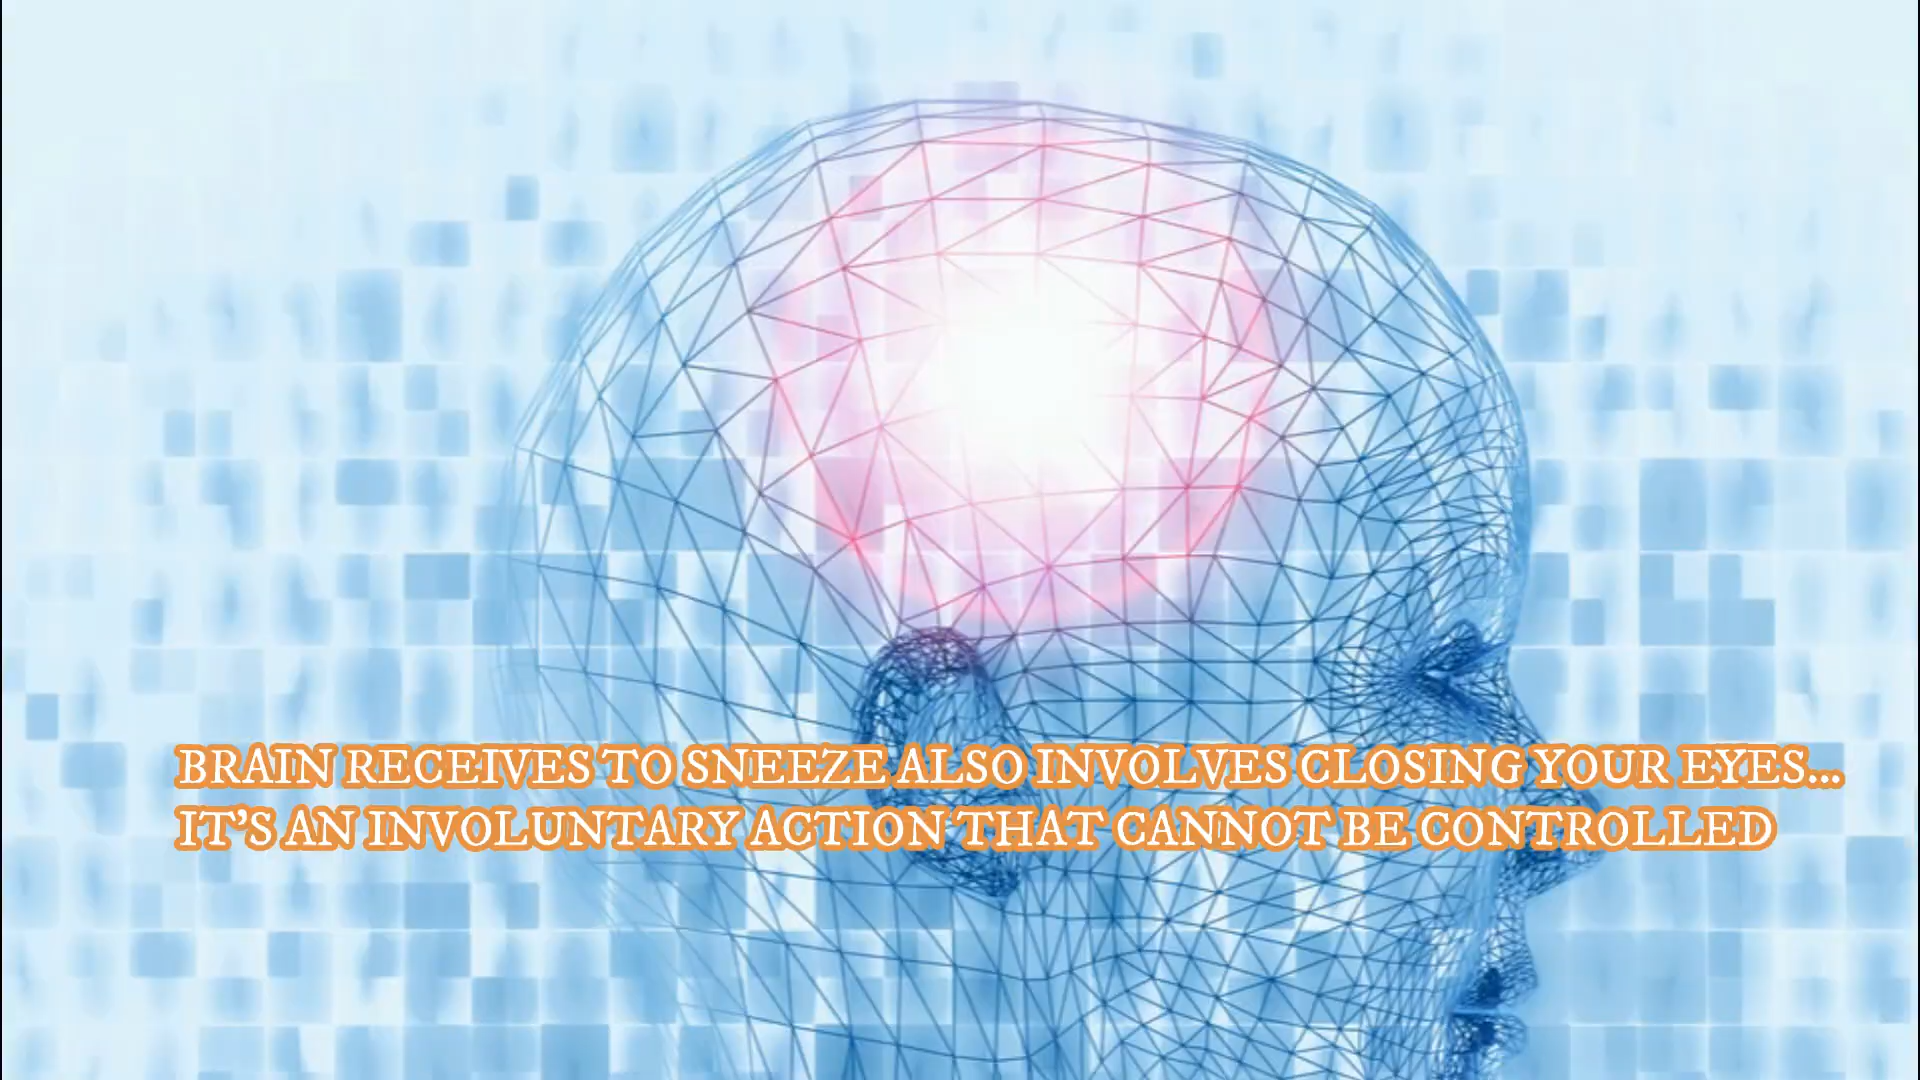 BRAIN RECEIVES TO SNEEZE ALSO INVOLVES CLOSING YOUR EYES...
IT'S AN INVOLUNTARY ACTION THAT CANNOT BE CONTROLLED